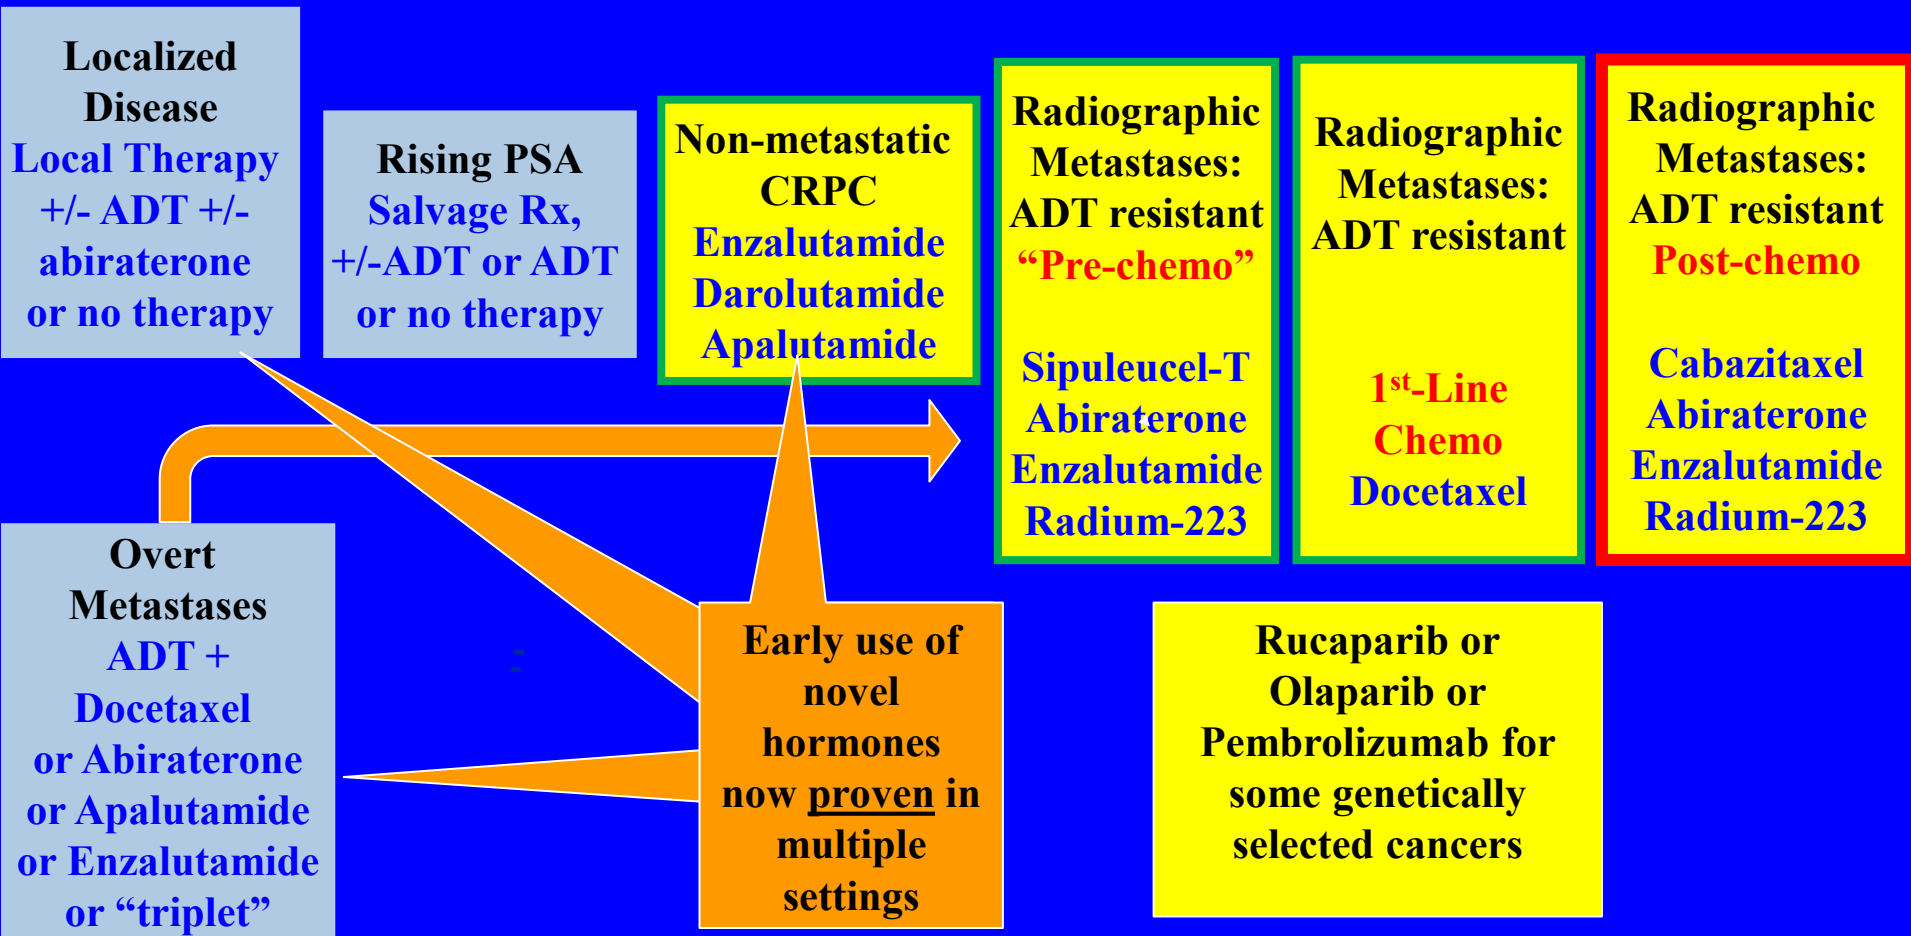 Localized
Disease
Local Therapy
+/- ADT +/-
abiraterone
or no therapy
Rising PSA
Salvage Rx,
+/-ADT or ADT
or no therapy
Non-metastatic
CRPC
Enzalutamide
Darolutamide
Apalutamide
Radiographic
Metastases:
ADT resistant
“Pre-chemo”
Sipuleucel-T
Abiraterone
Enzalutamide
Radium-223
Radiographic
Metastases:
ADT resistant
1st-Line
Chemo
Docetaxel
Radiographic
Metastases:
ADT resistant
Post-chemo
Cabazitaxel
Abiraterone
Enzalutamide
Radium-223
Overt
Metastases
ADT +
Docetaxel
or Abiraterone
or Apalutamide
or Enzalutamide
or “triplet”
Early use of
novel
hormones
now proven in
multiple
settings
Rucaparib or
Olaparib or
Pembrolizumab for
some genetically
selected cancers